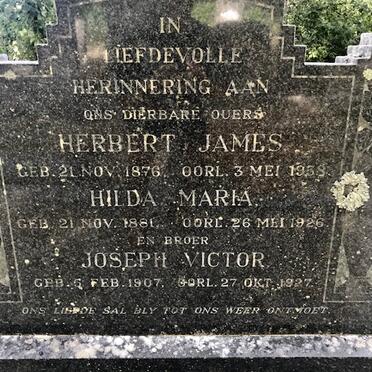 IN
LIEFDEVOLLE
HERINNERING AAN
ONS DIERBARE OUERS
HERBERT JAMES
GEB. 21 NOV. 1876. OORL. 3 MEI 1958.
HILDA MARIA
GEB. 21 NOV. 1881. OORL. 26 MEI 1926.
EN BROER
JOSEPH VICTOR
GEB. 6 FEB. 1907. OORL. 27 OKT. 1927.
ONS LIEFDE SAL BLY TOT ONS WEER ONTMOET.